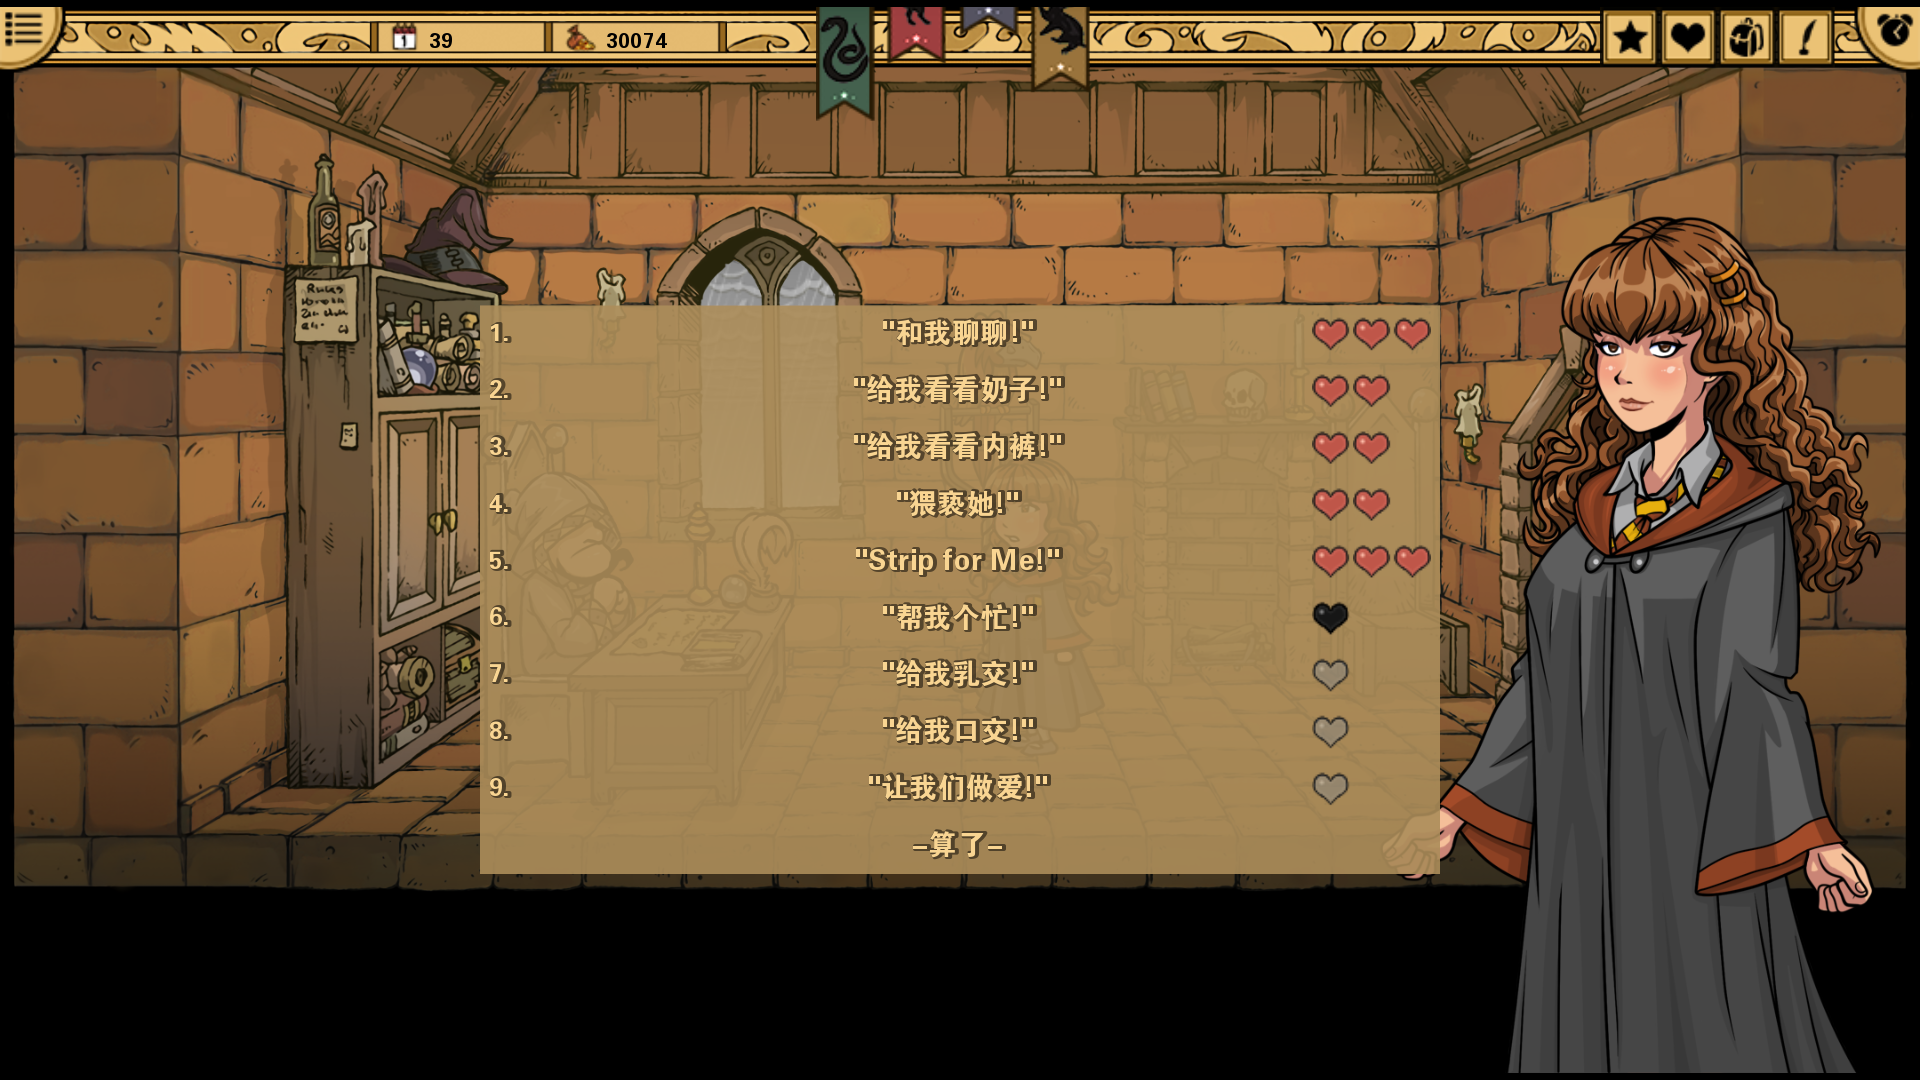 39
30074
Rules
1. "和我聊聊!"
2. "给我看看奶子!"
3. "给我看看内裤!"
4. "猥亵她!"
5. "Strip for Me!"
6. "帮我个忙!"
7. "给我乳交!"
8. "给我口交!"
9. "让我们做爱!"
–算了–